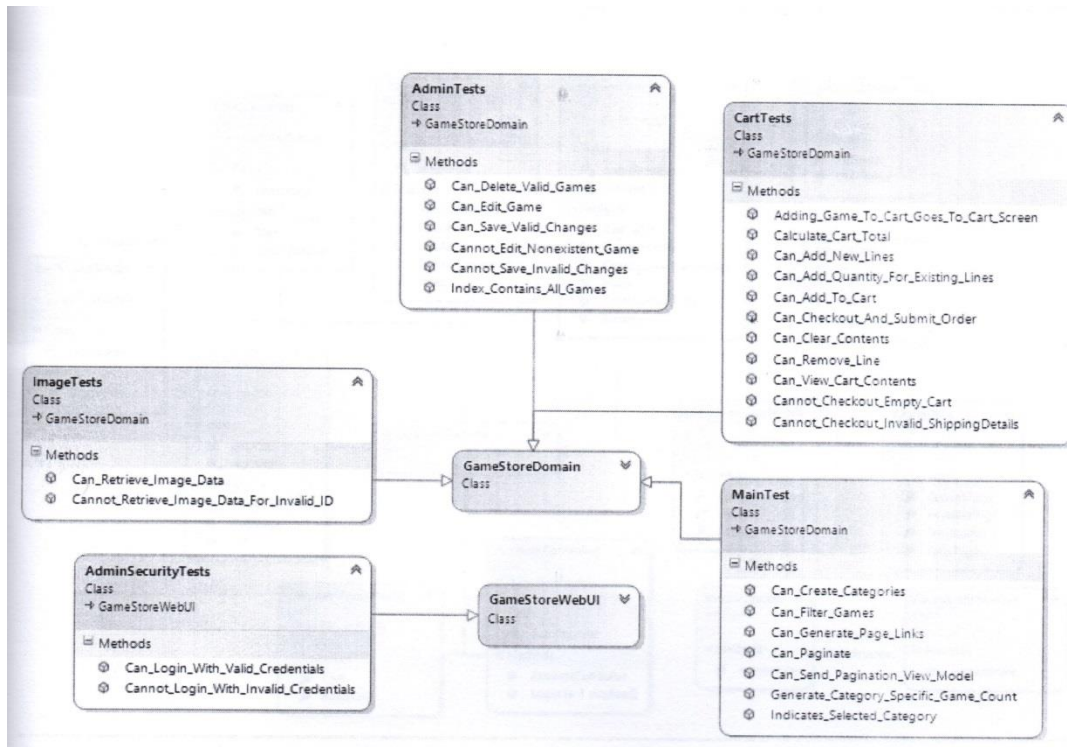 AdminTests
Class
GameStoreDomain
Methods
Can_Delete_Valid_Games
Can_Edit_Game
Can_Save_Valid_Changes
Cannot_Edit_Nonexistent_Game
Cannot_Save_Invalid_Changes
Index_Contains_All_Games
CartTests
Class
GameStoreDomain
Methods
Adding_Game_To_Cart_Goes_To_Cart_Screen
Calculate_Cart_Total
Can_Add_New_Lines
Can_Add_Quantity_For_Existing_Lines
Can_Add_To_Cart
Can_Checkout_And_Submit_Order
Can_Clear_Contents
Can_Remove_Line
Can_View_Cart_Contents
Cannot_Checkout_Empty_Cart
Cannot_Checkout_Invalid_ShippingDetails
ImageTests
Class
GameStoreDomain
Methods
Can_Retrieve_Image_Data
Cannot_Retrieve_Image_Data_For_Invalid_ID
GameStoreDomain
Class
MainTest
Class
GameStoreDomain
Methods
Can_Create_Categories
Can_Filter_Games
Can_Generate_Page_Links
Can_Paginate
Can_Send_Pagination_View_Model
Generate_Category_Specific_Game_Count
Indicates_Selected_Category
AdminSecurityTests
Class
GameStoreWebUI
Methods
Can_Login_With_Valid_Credentials
Cannot_Login_With_Invalid_Credentials
GameStoreWebUI
Class